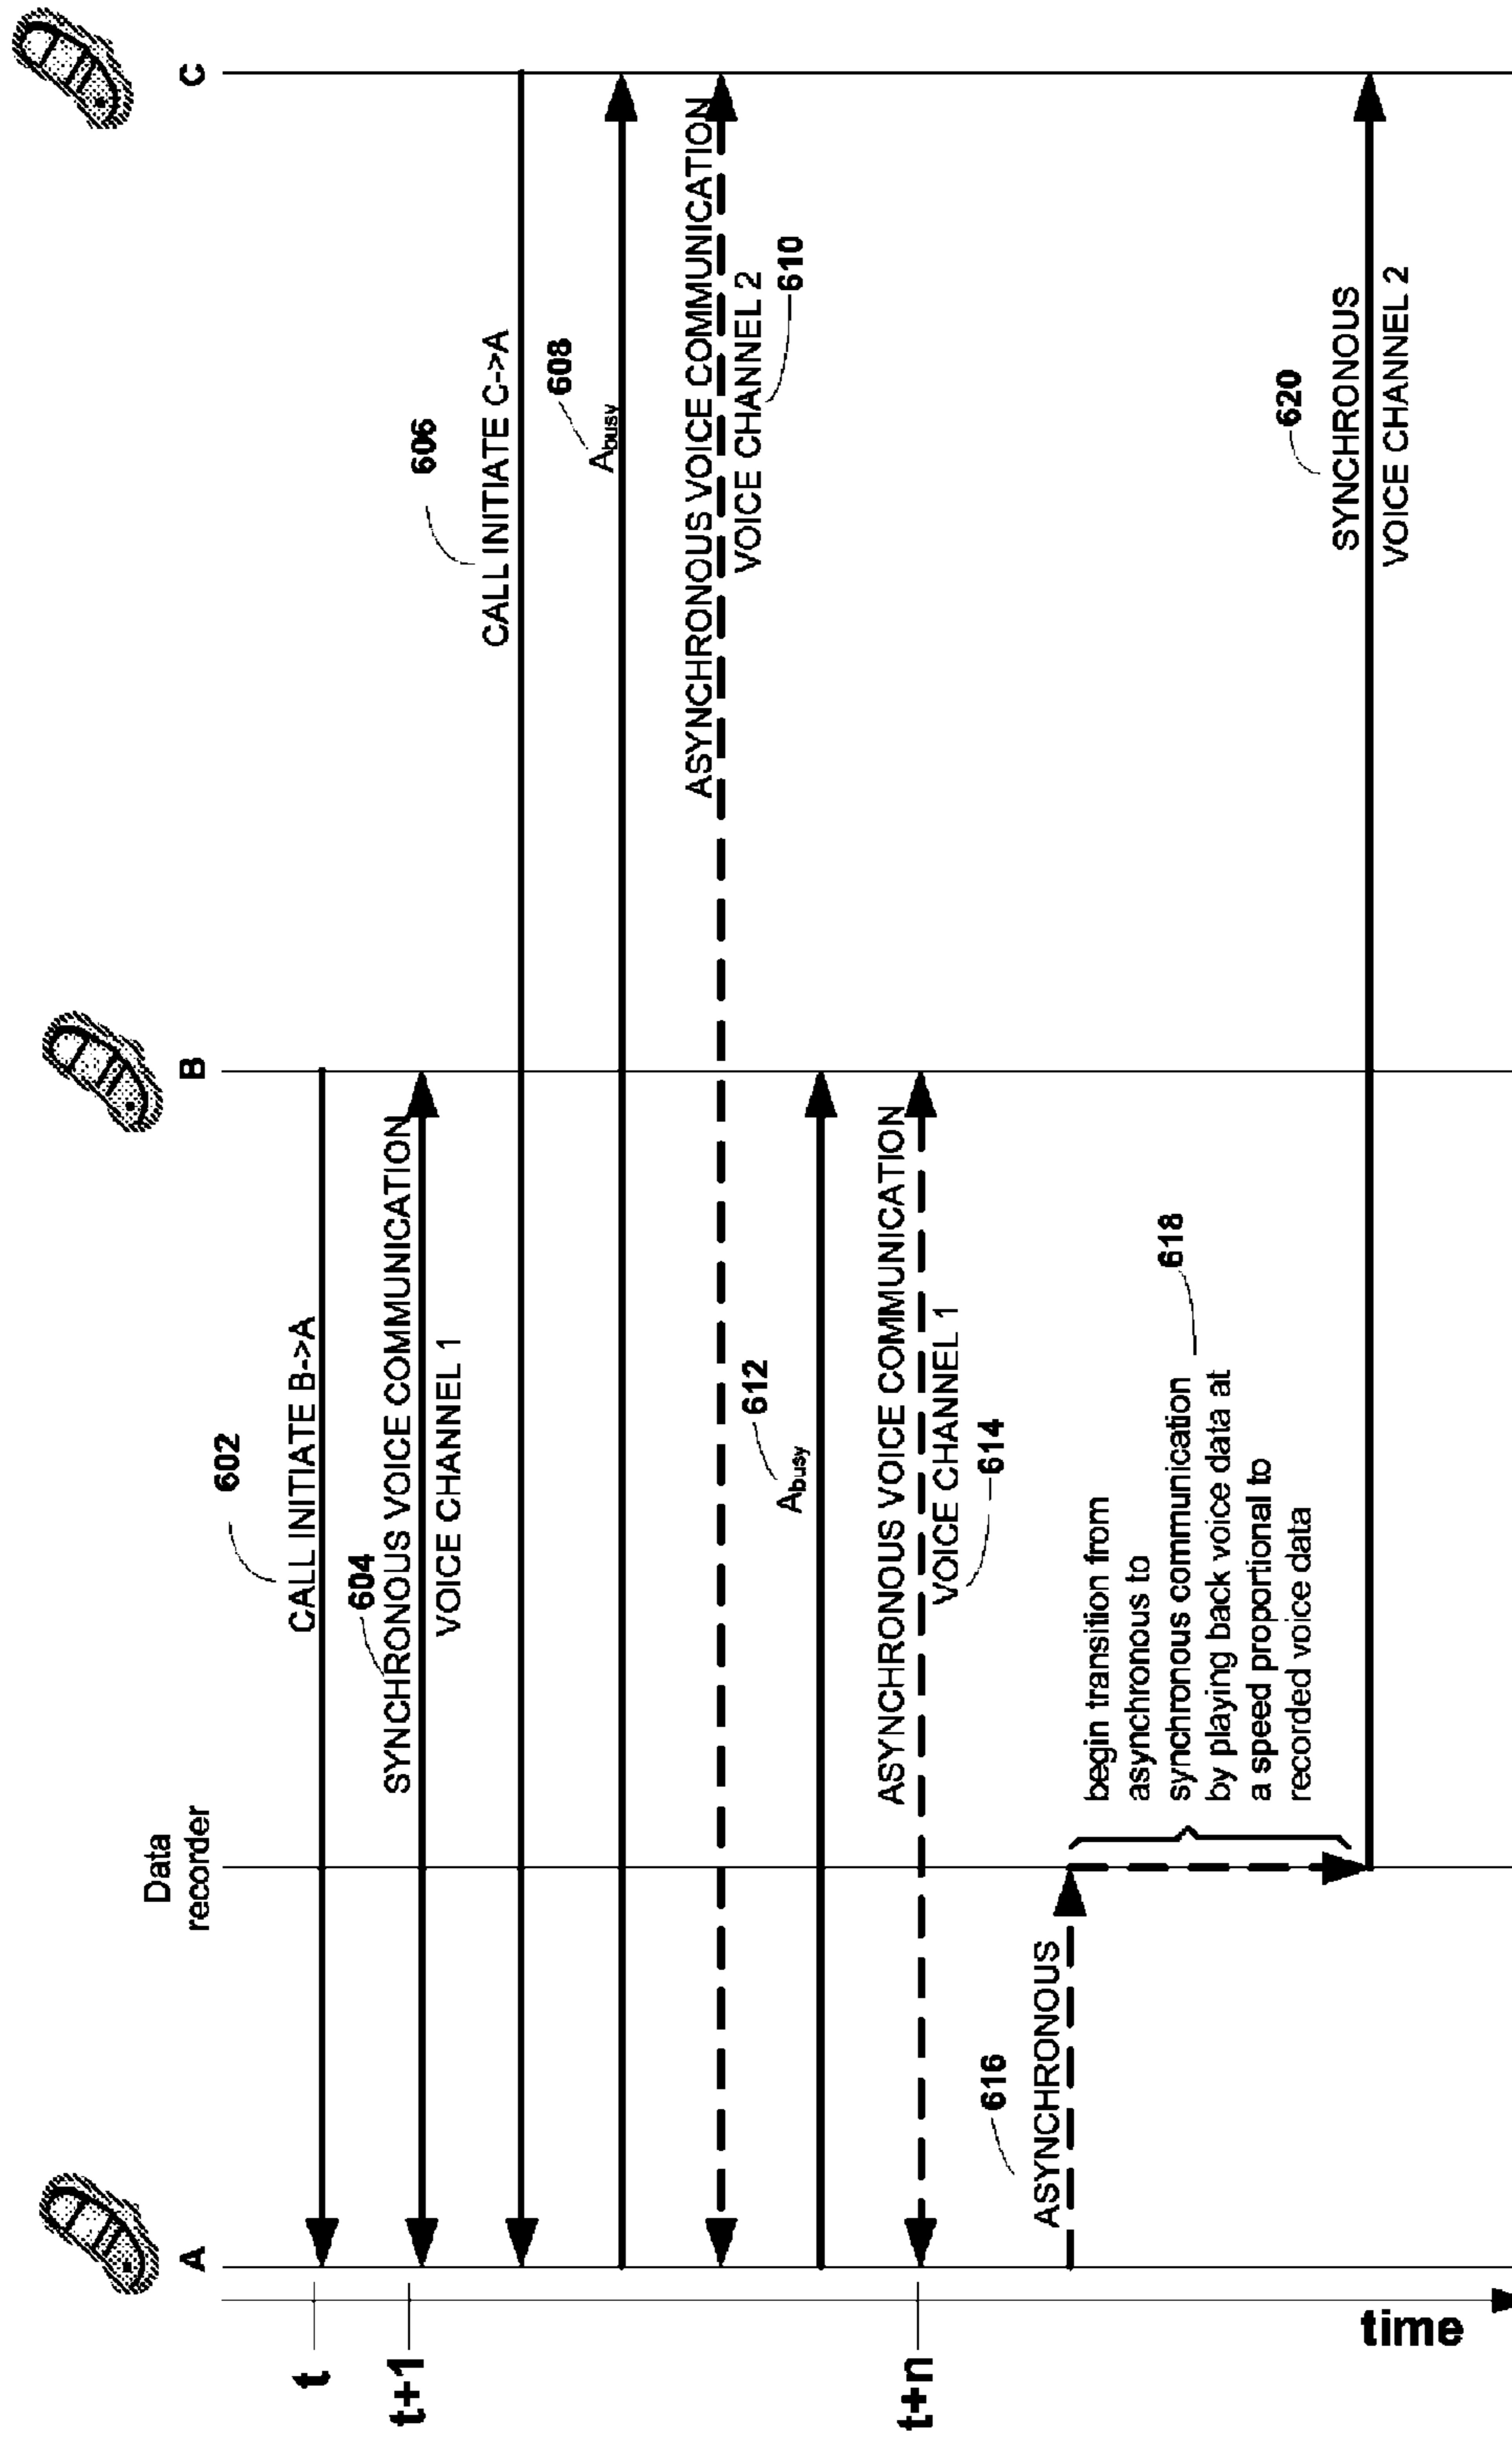 A
Data
recorder
B
C
t
602
CALL INITIATE B->A
t+1
604
SYNCHRONOUS VOICE COMMUNICATION
VOICE CHANNEL 1
606
CALL INITIATE C->A
608
Abusy
ASYNCHRONOUS VOICE COMMUNICATION
VOICE CHANNEL 2
610
612
Abusy
t+n
ASYNCHRONOUS VOICE COMMUNICATION
VOICE CHANNEL 1
614
616
ASYNCHRONOUS
618
begin transition from
asynchronous to
synchronous communication
by playing back voice data at
a speed proportional to
recorded voice data
620
SYNCHRONOUS
VOICE CHANNEL 2
time